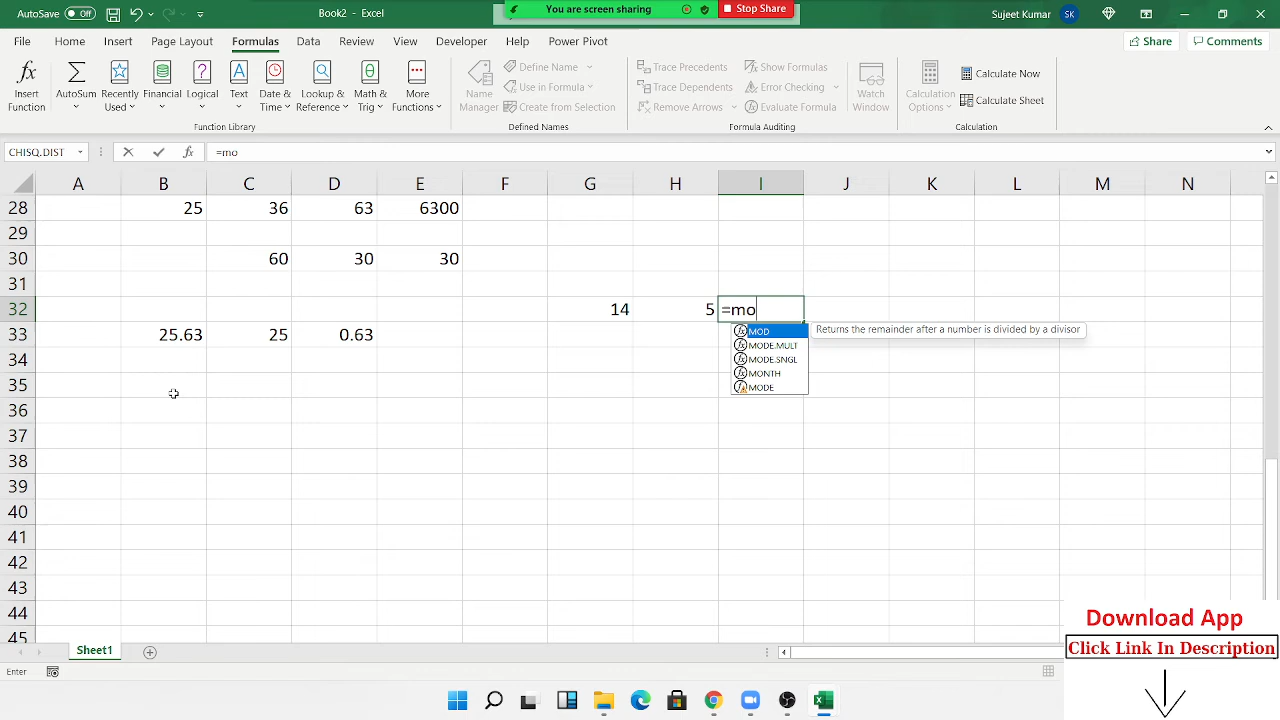 AutoSave Off Book2 - Excel You are screen sharing Stop Share Sujeet Kumar SK
File Home Insert Page Layout Formulas Data Review View Developer Help Power Pivot Share Comments
Insert Function
AutoSum
Recently Used
Financial
Logical
Text
Date & Time
Lookup & Reference
Math & Trig
More Functions
Function Library
Name Manager
Define Name
Use in Formula
Create from Selection
Defined Names
Trace Precedents
Trace Dependents
Remove Arrows
Show Formulas
Error Checking
Evaluate Formula
Formula Auditing
Watch Window
Calculation Options
Calculate Now
Calculate Sheet
Calculation
CHISQ.DIST fx =mo
A B C D E F G H I J K L M N
28 25 36 63 6300
29
30 60 30 30
31
32 14 5 =mo
MOD Returns the remainder after a number is divided by a divisor
MODE.MULT
MODE.SNGL
MONTH
MODE
33 25.63 25 0.63
34
35
36
37
38
39
40
41
42
43
44
45
Sheet1
Enter
Download App
Click Link In Description